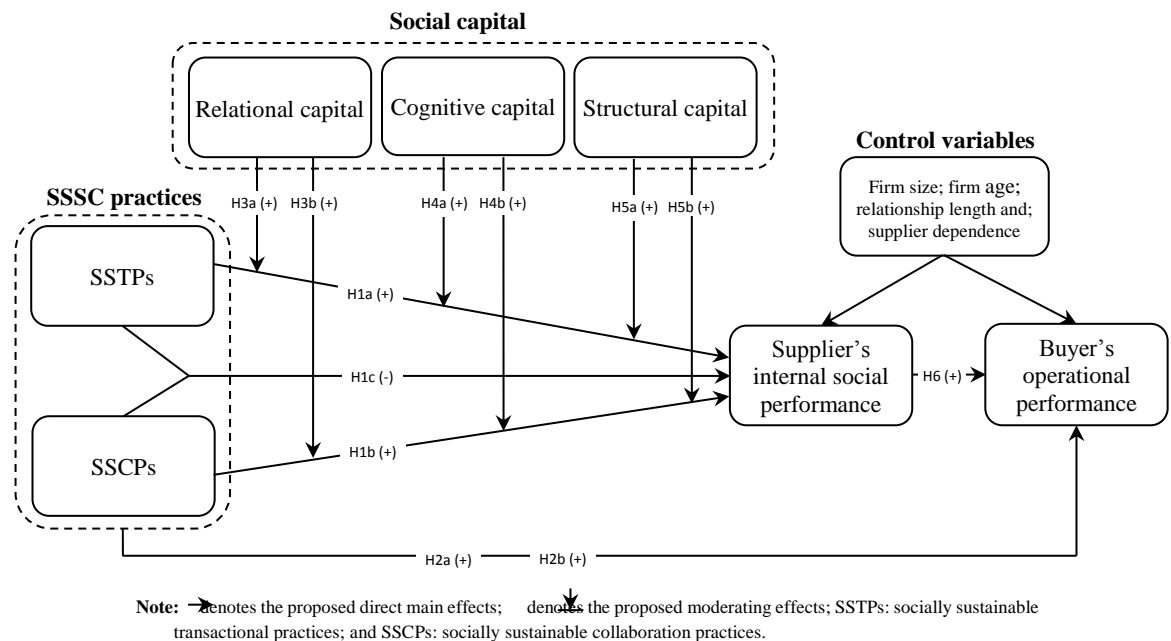 Social capital
Relational capital
Cognitive capital
Structural capital
Control variables
Firm size; firm age;
relationship length and;
supplier dependence
SSSC practices
H3a (+)
H3b (+)
H4a (+)
H4b (+)
H5a (+)
H5b (+)
SSTPs
H1a (+)
H1c (-)
Supplier's
internal social
performance
H6 (+)
Buyer's
operational
performance
SSCPs
H1b (+)
H2a (+)
H2b (+)
Note: denotes the proposed direct main effects; denotes the proposed moderating effects; SSTPs: socially sustainable
transactional practices; and SSCPs: socially sustainable collaboration practices.